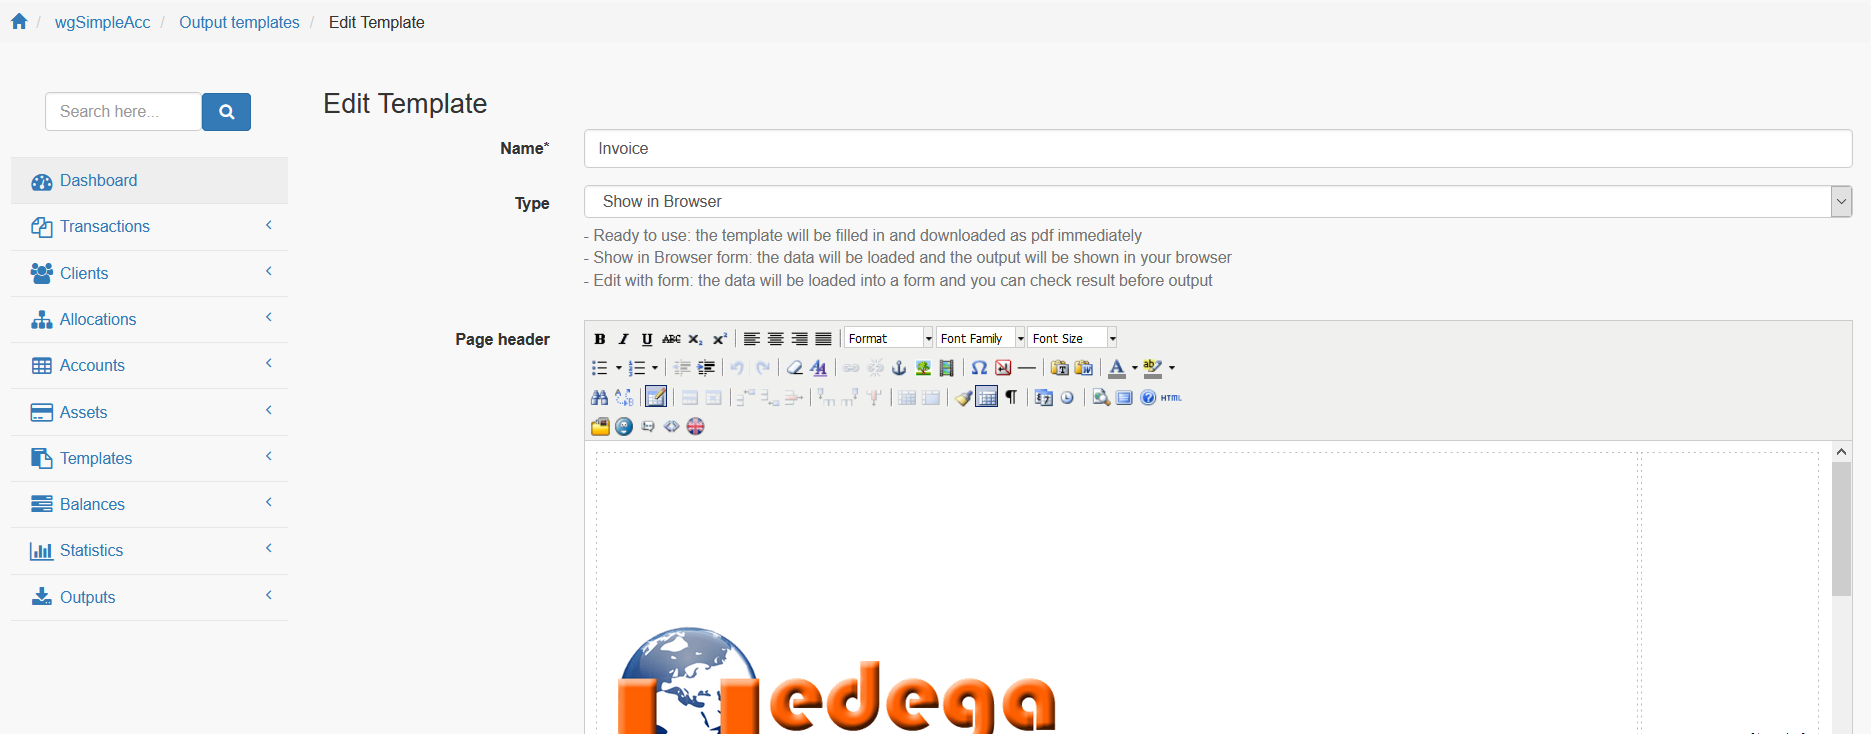 wgSimpleAcc / Output templates / Edit Template
Search here...
Dashboard
Transactions
Clients
Allocations
Accounts
Assets
Templates
Balances
Statistics
Outputs
Edit Template
Name* Invoice
Type Show in Browser
- Ready to use: the template will be filled in and downloaded as pdf immediately
- Show in Browser form: the data will be loaded and the output will be shown in your browser
- Edit with form: the data will be loaded into a form and you can check result before output
Page header
B I U ABC x₂ x² Format Font Family Font Size
HTML
edega